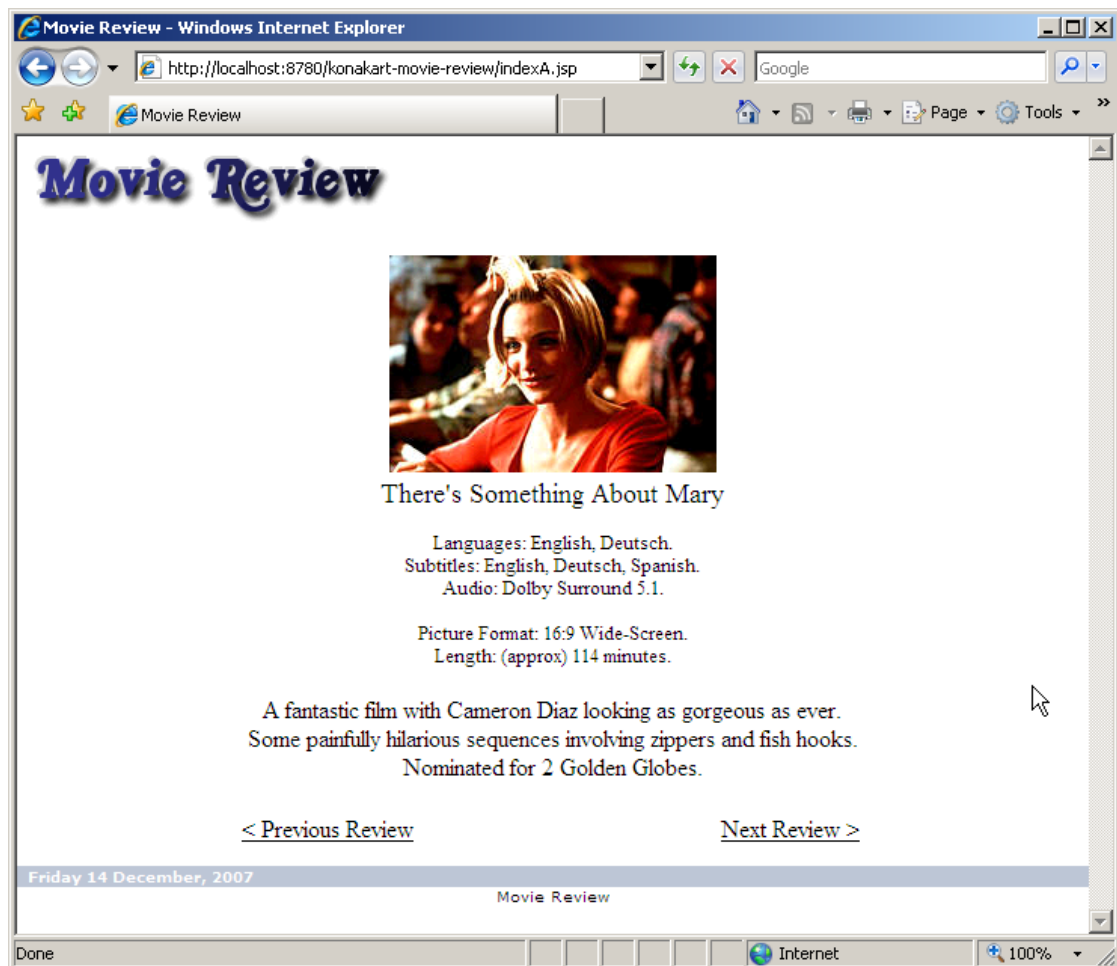 Movie Review - Windows Internet Explorer
http://localhost:8780/konakart-movie-review/indexA.jsp
Google
Movie Review
Page
Tools
»
Movie Review
There's Something About Mary
Languages: English, Deutsch.
Subtitles: English, Deutsch, Spanish.
Audio: Dolby Surround 5.1.
Picture Format: 16:9 Wide-Screen.
Length: (approx) 114 minutes.
A fantastic film with Cameron Diaz looking as gorgeous as ever.
Some painfully hilarious sequences involving zippers and fish hooks.
Nominated for 2 Golden Globes.
< Previous Review
Next Review >
Friday 14 December, 2007
Movie Review
Done
Internet
100%